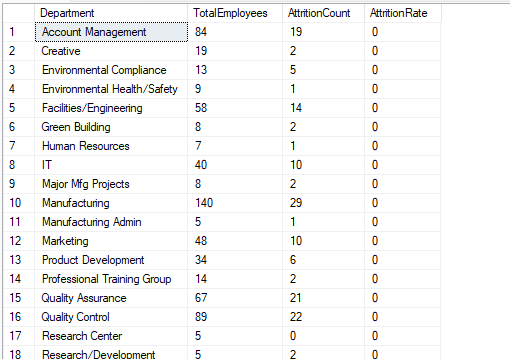 Department TotalEmployees AttritionCount AttritionRate
1 Account Management 84 19 0
2 Creative 19 2 0
3 Environmental Compliance 13 5 0
4 Environmental Health/Safety 9 1 0
5 Facilities/Engineering 58 14 0
6 Green Building 8 2 0
7 Human Resources 7 1 0
8 IT 40 10 0
9 Major Mfg Projects 8 2 0
10 Manufacturing 140 29 0
11 Manufacturing Admin 5 1 0
12 Marketing 48 10 0
13 Product Development 34 6 0
14 Professional Training Group 14 2 0
15 Quality Assurance 67 21 0
16 Quality Control 89 22 0
17 Research Center 5 0 0
18 Research/Development 5 2 0